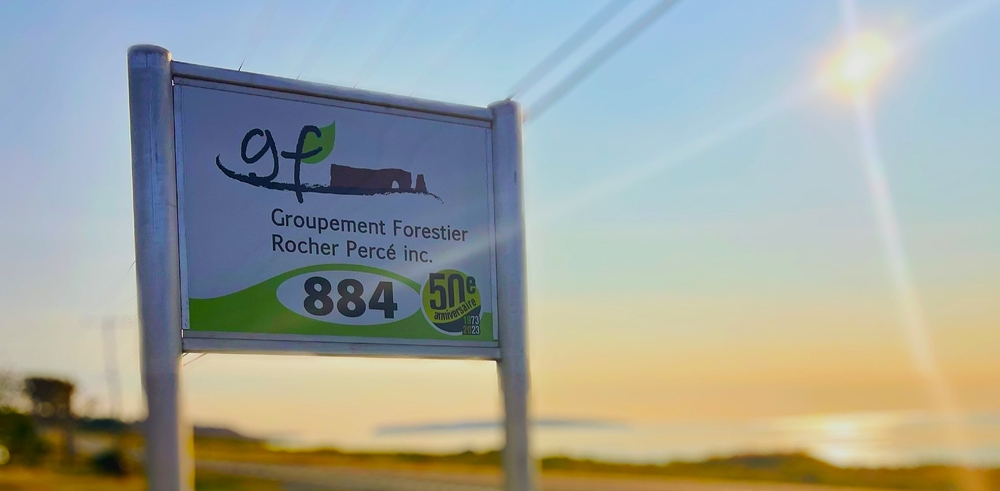 gf
Groupement Forestier
Rocher Percé inc.
884
50e
anniversaire
1973
2023